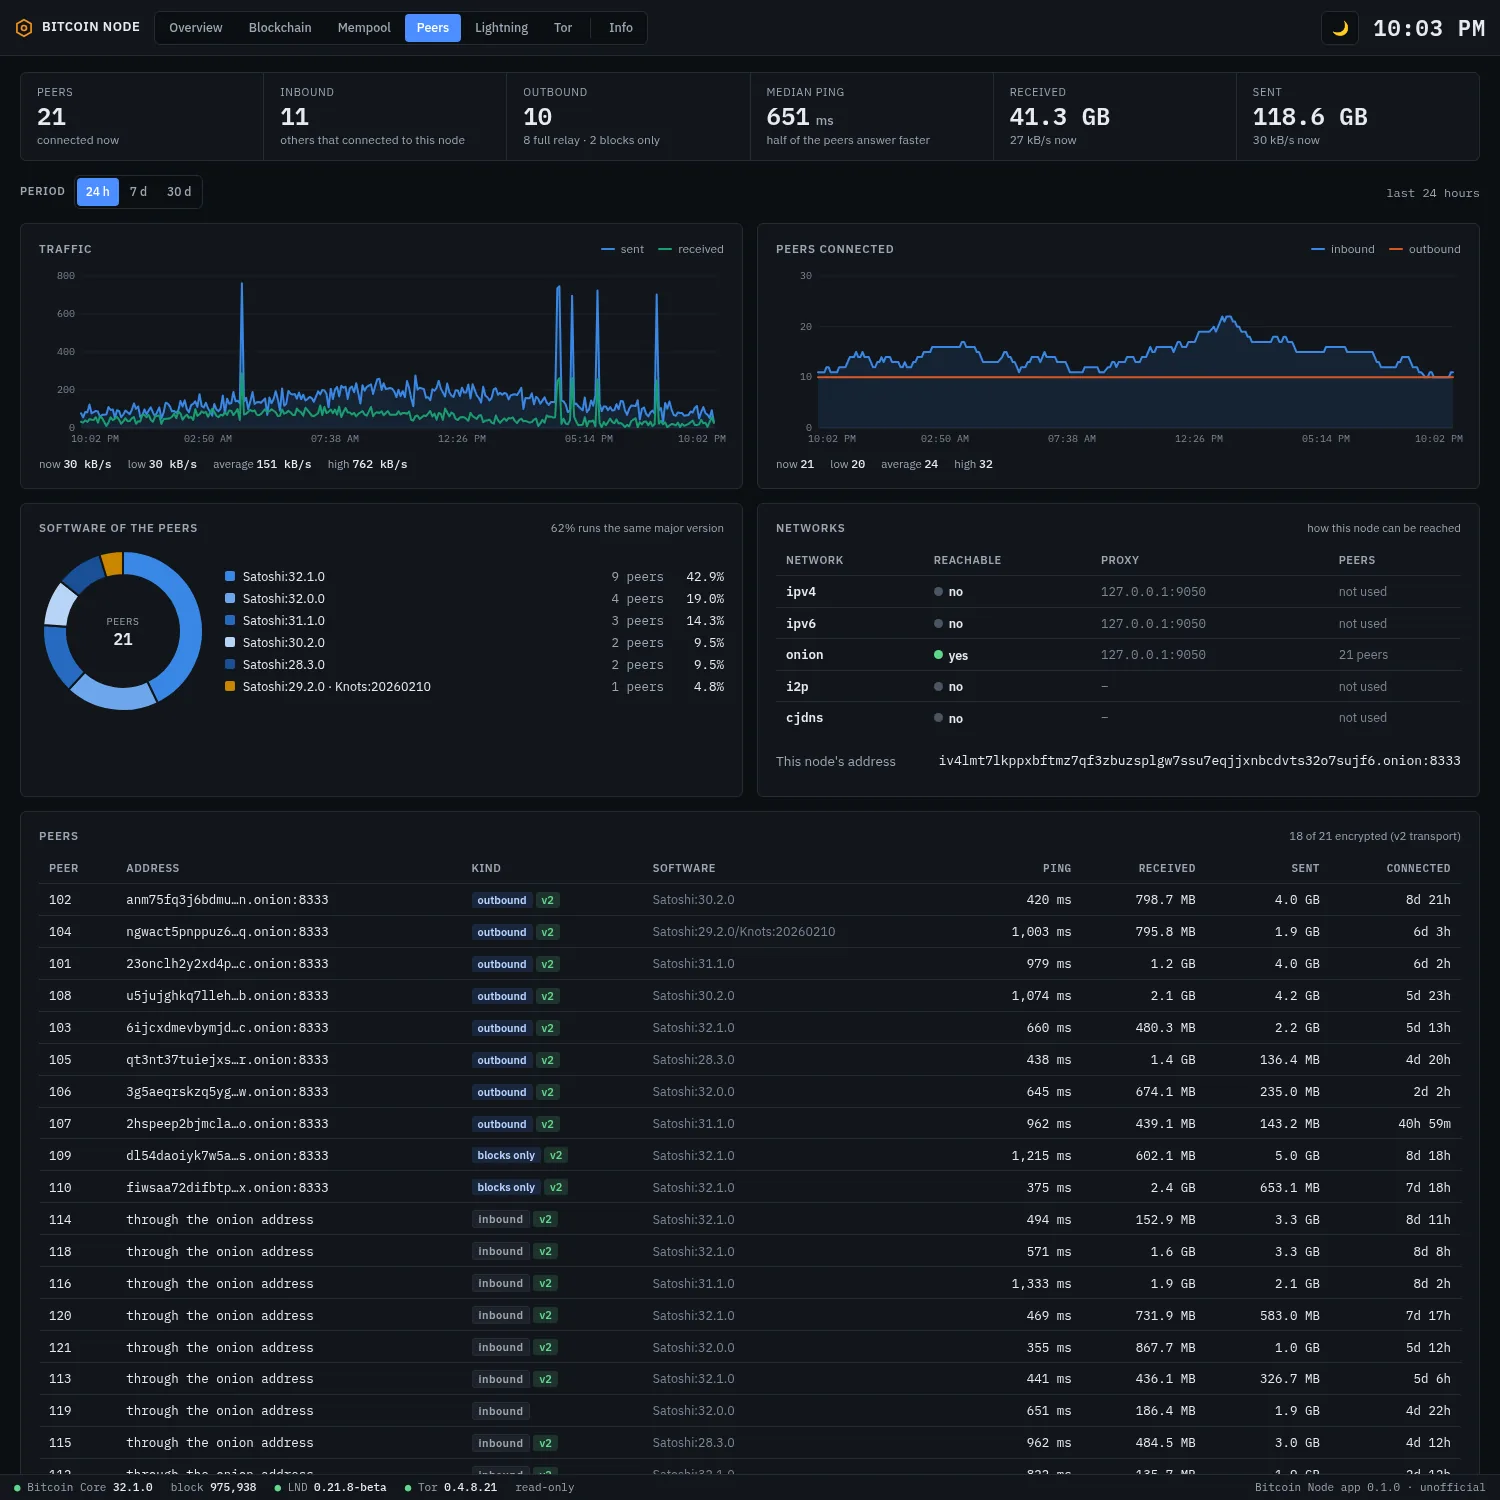 BITCOIN NODE Overview Blockchain Mempool Peers Lightning Tor Info 10:03 PM
PEERS INBOUND OUTBOUND MEDIAN PING RECEIVED SENT
21 11 10 651 ms 41.3 GB 118.6 GB
connected now others that connected to this node 8 full relay · 2 blocks only half of the peers answer faster 27 kB/s now 30 kB/s now
PERIOD 24 h 7 d 30 d last 24 hours
TRAFFIC sent received
800
600
400
200
0
10:02 PM 02:50 AM 07:38 AM 12:26 PM 05:14 PM 10:02 PM
now 30 kB/s low 30 kB/s average 151 kB/s high 762 kB/s
PEERS CONNECTED inbound outbound
30
20
10
0
10:02 PM 02:50 AM 07:38 AM 12:26 PM 05:14 PM 10:02 PM
now 21 low 20 average 24 high 32
SOFTWARE OF THE PEERS 62% runs the same major version
PEERS
21
Satoshi:32.1.0 9 peers 42.9%
Satoshi:32.0.0 4 peers 19.0%
Satoshi:31.1.0 3 peers 14.3%
Satoshi:30.2.0 2 peers 9.5%
Satoshi:28.3.0 2 peers 9.5%
Satoshi:29.2.0 · Knots:20260210 1 peers 4.8%
NETWORKS how this node can be reached
NETWORK REACHABLE PROXY PEERS
ipv4 no 127.0.0.1:9050 not used
ipv6 no 127.0.0.1:9050 not used
onion yes 127.0.0.1:9050 21 peers
i2p no – not used
cjdns no – not used
This node's address iv4lmt7lkppxbftmz7qf3zbuzsplgw7ssu7eqjjxnbcdvts32o7sujf6.onion:8333
PEERS 18 of 21 encrypted (v2 transport)
PEER ADDRESS KIND SOFTWARE PING RECEIVED SENT CONNECTED
102 anm75fq3j6bdmu…n.onion:8333 outbound v2 Satoshi:30.2.0 420 ms 798.7 MB 4.0 GB 8d 21h
104 ngwact5pnppuz6…q.onion:8333 outbound v2 Satoshi:29.2.0/Knots:20260210 1,003 ms 795.8 MB 1.9 GB 6d 3h
101 23onclh2y2xd4p…c.onion:8333 outbound v2 Satoshi:31.1.0 979 ms 1.2 GB 4.0 GB 6d 2h
108 u5jujghkq7lleh…b.onion:8333 outbound v2 Satoshi:30.2.0 1,074 ms 2.1 GB 4.2 GB 5d 23h
103 6ijcxdmevbymjd…c.onion:8333 outbound v2 Satoshi:32.1.0 660 ms 480.3 MB 2.2 GB 5d 13h
105 qt3nt37tuiejxs…r.onion:8333 outbound v2 Satoshi:28.3.0 438 ms 1.4 GB 136.4 MB 4d 20h
106 3g5aeqrskzq5yg…w.onion:8333 outbound v2 Satoshi:32.0.0 645 ms 674.1 MB 235.0 MB 2d 2h
107 2hspeep2bjmcla…o.onion:8333 outbound v2 Satoshi:31.1.0 962 ms 439.1 MB 143.2 MB 40h 59m
109 dl54daoiyk7w5a…s.onion:8333 blocks only v2 Satoshi:32.1.0 1,215 ms 602.1 MB 5.0 GB 8d 18h
110 fiwsaa72difbtp…x.onion:8333 blocks only v2 Satoshi:32.1.0 375 ms 2.4 GB 653.1 MB 7d 18h
114 through the onion address inbound v2 Satoshi:32.1.0 494 ms 152.9 MB 3.3 GB 8d 11h
118 through the onion address inbound v2 Satoshi:32.1.0 571 ms 1.6 GB 3.3 GB 8d 8h
116 through the onion address inbound v2 Satoshi:31.1.0 1,333 ms 1.9 GB 2.1 GB 8d 2h
120 through the onion address inbound v2 Satoshi:32.1.0 469 ms 731.9 MB 583.0 MB 7d 17h
121 through the onion address inbound v2 Satoshi:32.0.0 355 ms 867.7 MB 1.0 GB 5d 12h
113 through the onion address inbound v2 Satoshi:32.1.0 441 ms 436.1 MB 326.7 MB 5d 6h
119 through the onion address inbound Satoshi:32.0.0 651 ms 186.4 MB 1.9 GB 4d 22h
115 through the onion address inbound v2 Satoshi:28.3.0 962 ms 484.5 MB 3.0 GB 4d 12h
through the onion address inbound
Bitcoin Core 32.1.0 block 975,938 LND 0.21.8-beta Tor 0.4.8.21 read-only Bitcoin Node app 0.1.0 · unofficial